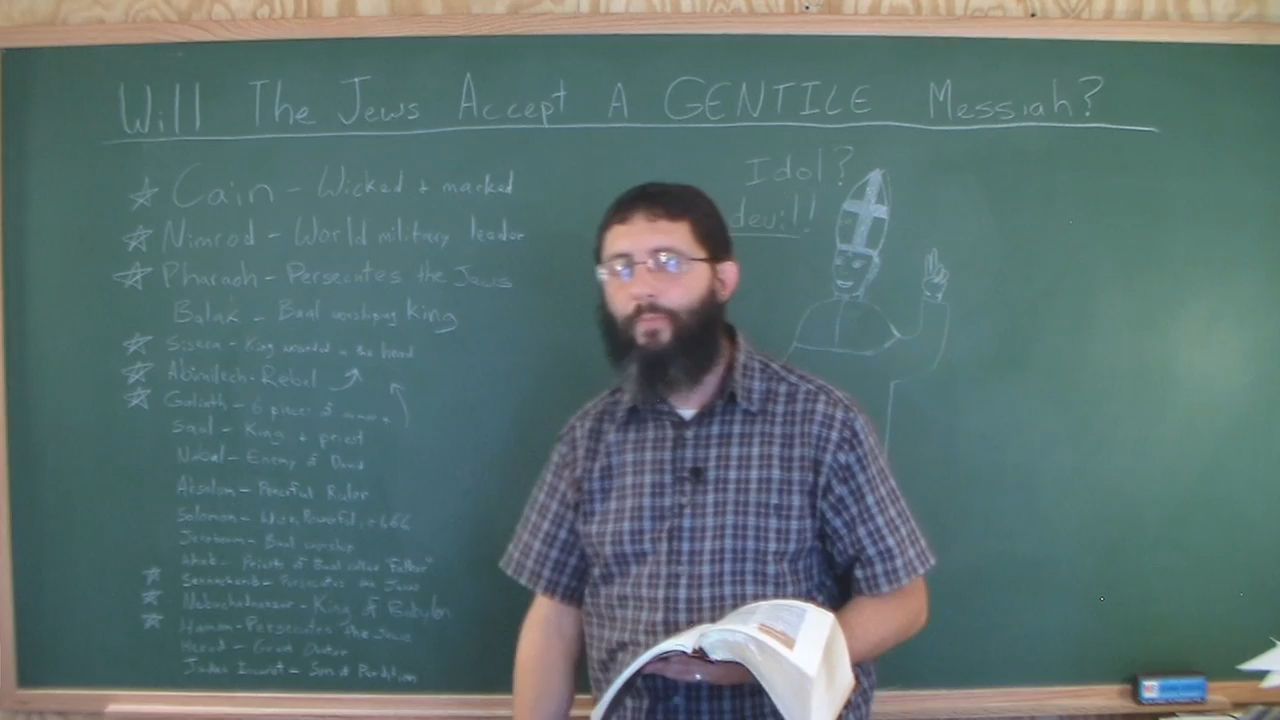 Will The Jews Accept A GENTILE Messiah?
Cain - Wicked + marked
Nimrod - World military leader
Pharaoh - Persecutes the Jews
Balak - Baal worshiping King
Sisera - King wounded in the head
Abimilech - Rebel
Goliath - 6 pieces of
Saul - King + priest
Nabal - Enemy of David
Absalom - Powerful Ruler
Solomon - Wise, Powerful, + 666
Jeroboam - Baal worship
Ahab - Priests of Baal called "Father"
Sennacherib - Persecutes the Jews
Nebuchadnezzar - King of Babylon
Haman - Persecutes the Jews
Herod - Great
Judas Iscariot - Son of Perdition
Idol?
devil!